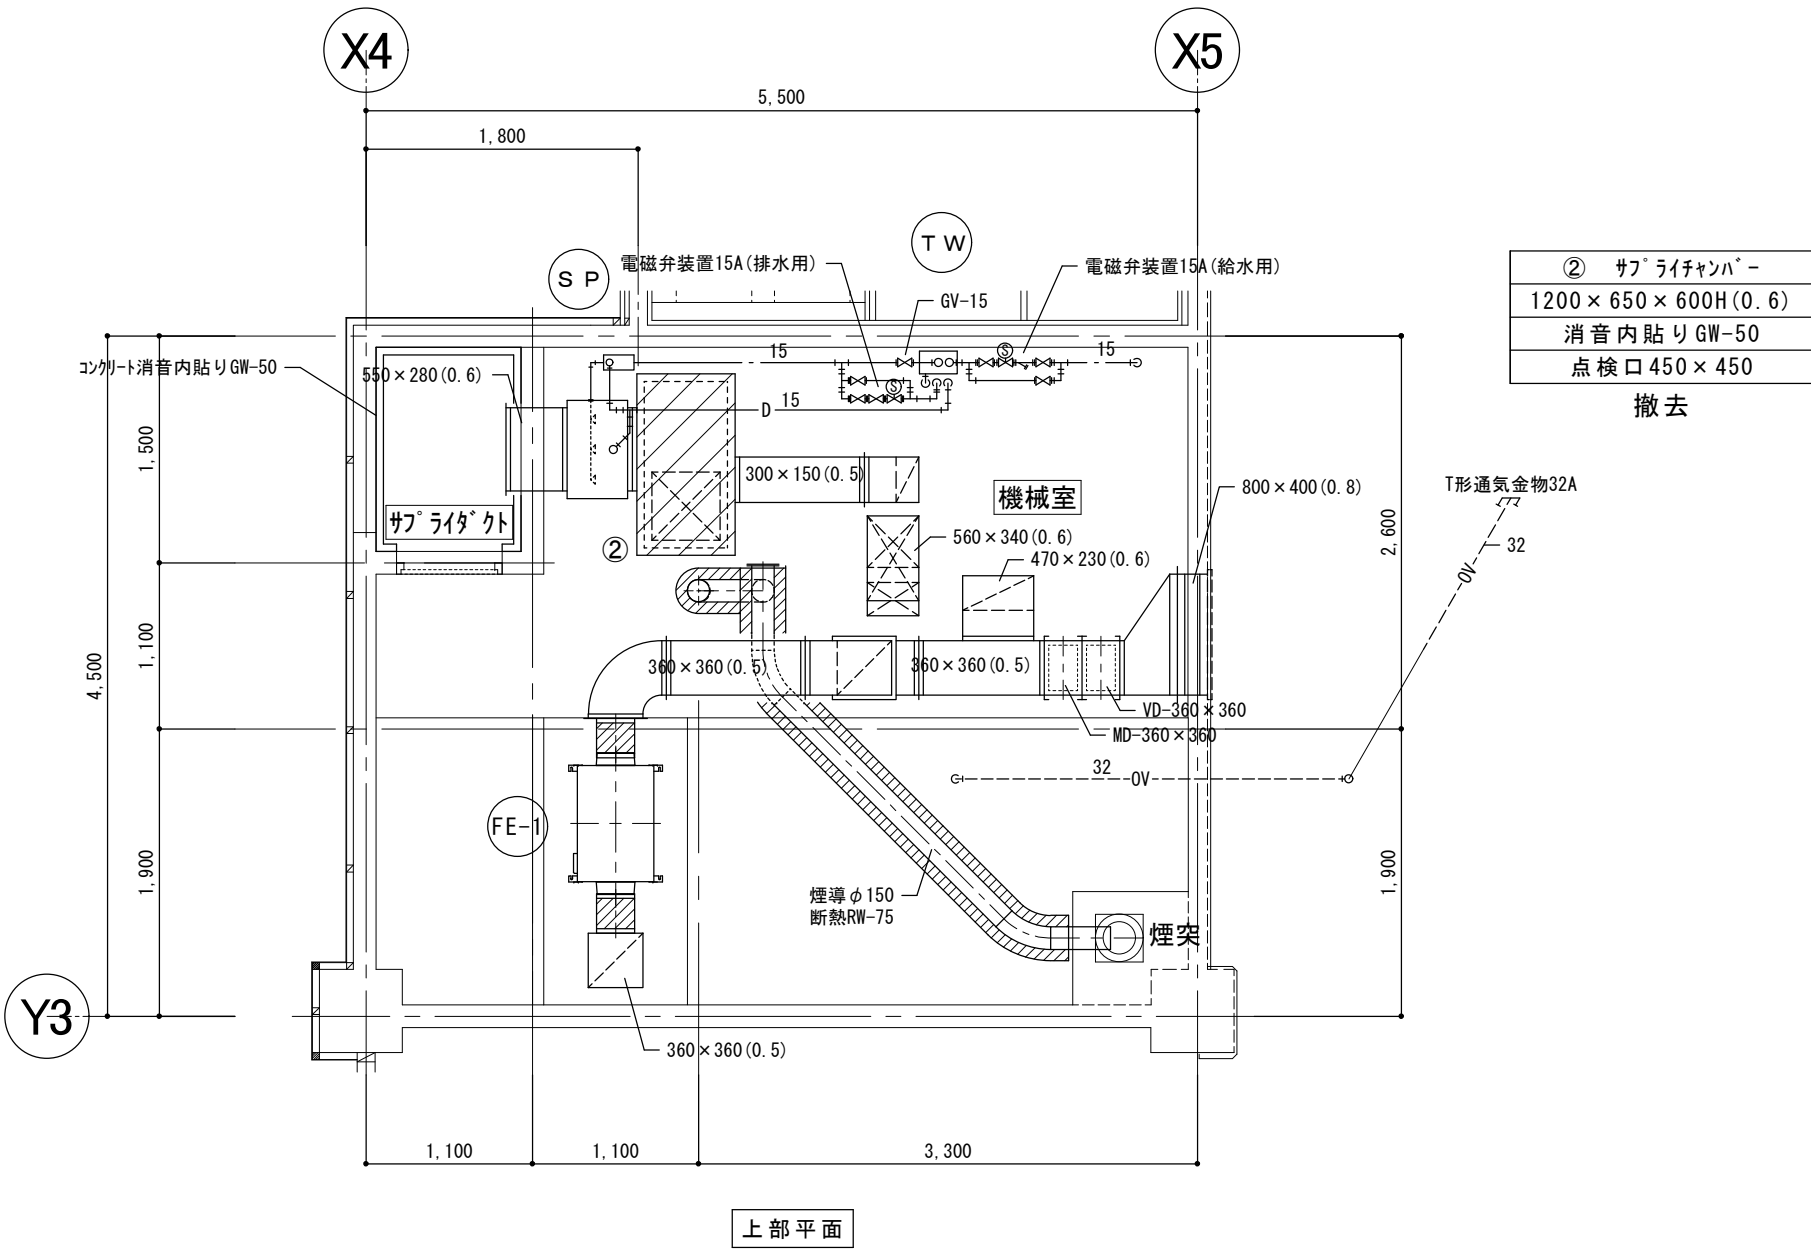 X4
X5
5,500
1,800
TW
SP
電磁弁装置15A(排水用)
電磁弁装置15A(給水用)
GV-15
② サプライチャンバー
1200×650×600H(0.6)
消音内貼りGW-50
点検口450×450
撤去
コンクリート消音内貼りGW-50
550×280(0.6)
15
S
15
S
D
15
1,500
300×150(0.5)
機械室
800×400(0.8)
T形通気金物32A
サプライダクト
②
560×340(0.6)
470×230(0.6)
2,600
32
OV
1,100
4,500
360×360(0.5)
360×360(0.5)
VD-360×360
MD-360×360
32
OV
FE-1
1,900
煙導φ150
断熱RW-75
1,900
煙突
Y3
360×360(0.5)
1,100
1,100
3,300
上部平面